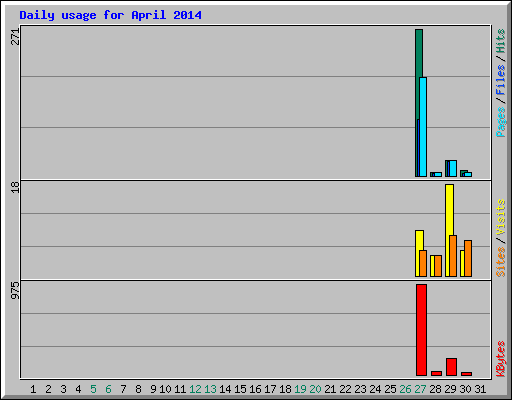 Daily usage for April 2014
271
Pages/Files/Hits
18
Sites/Visits
975
KBytes
1 2 3 4 5 6 7 8 9 10 11 12 13 14 15 16 17 18 19 20 21 22 23 24 25 26 27 28 29 30 31